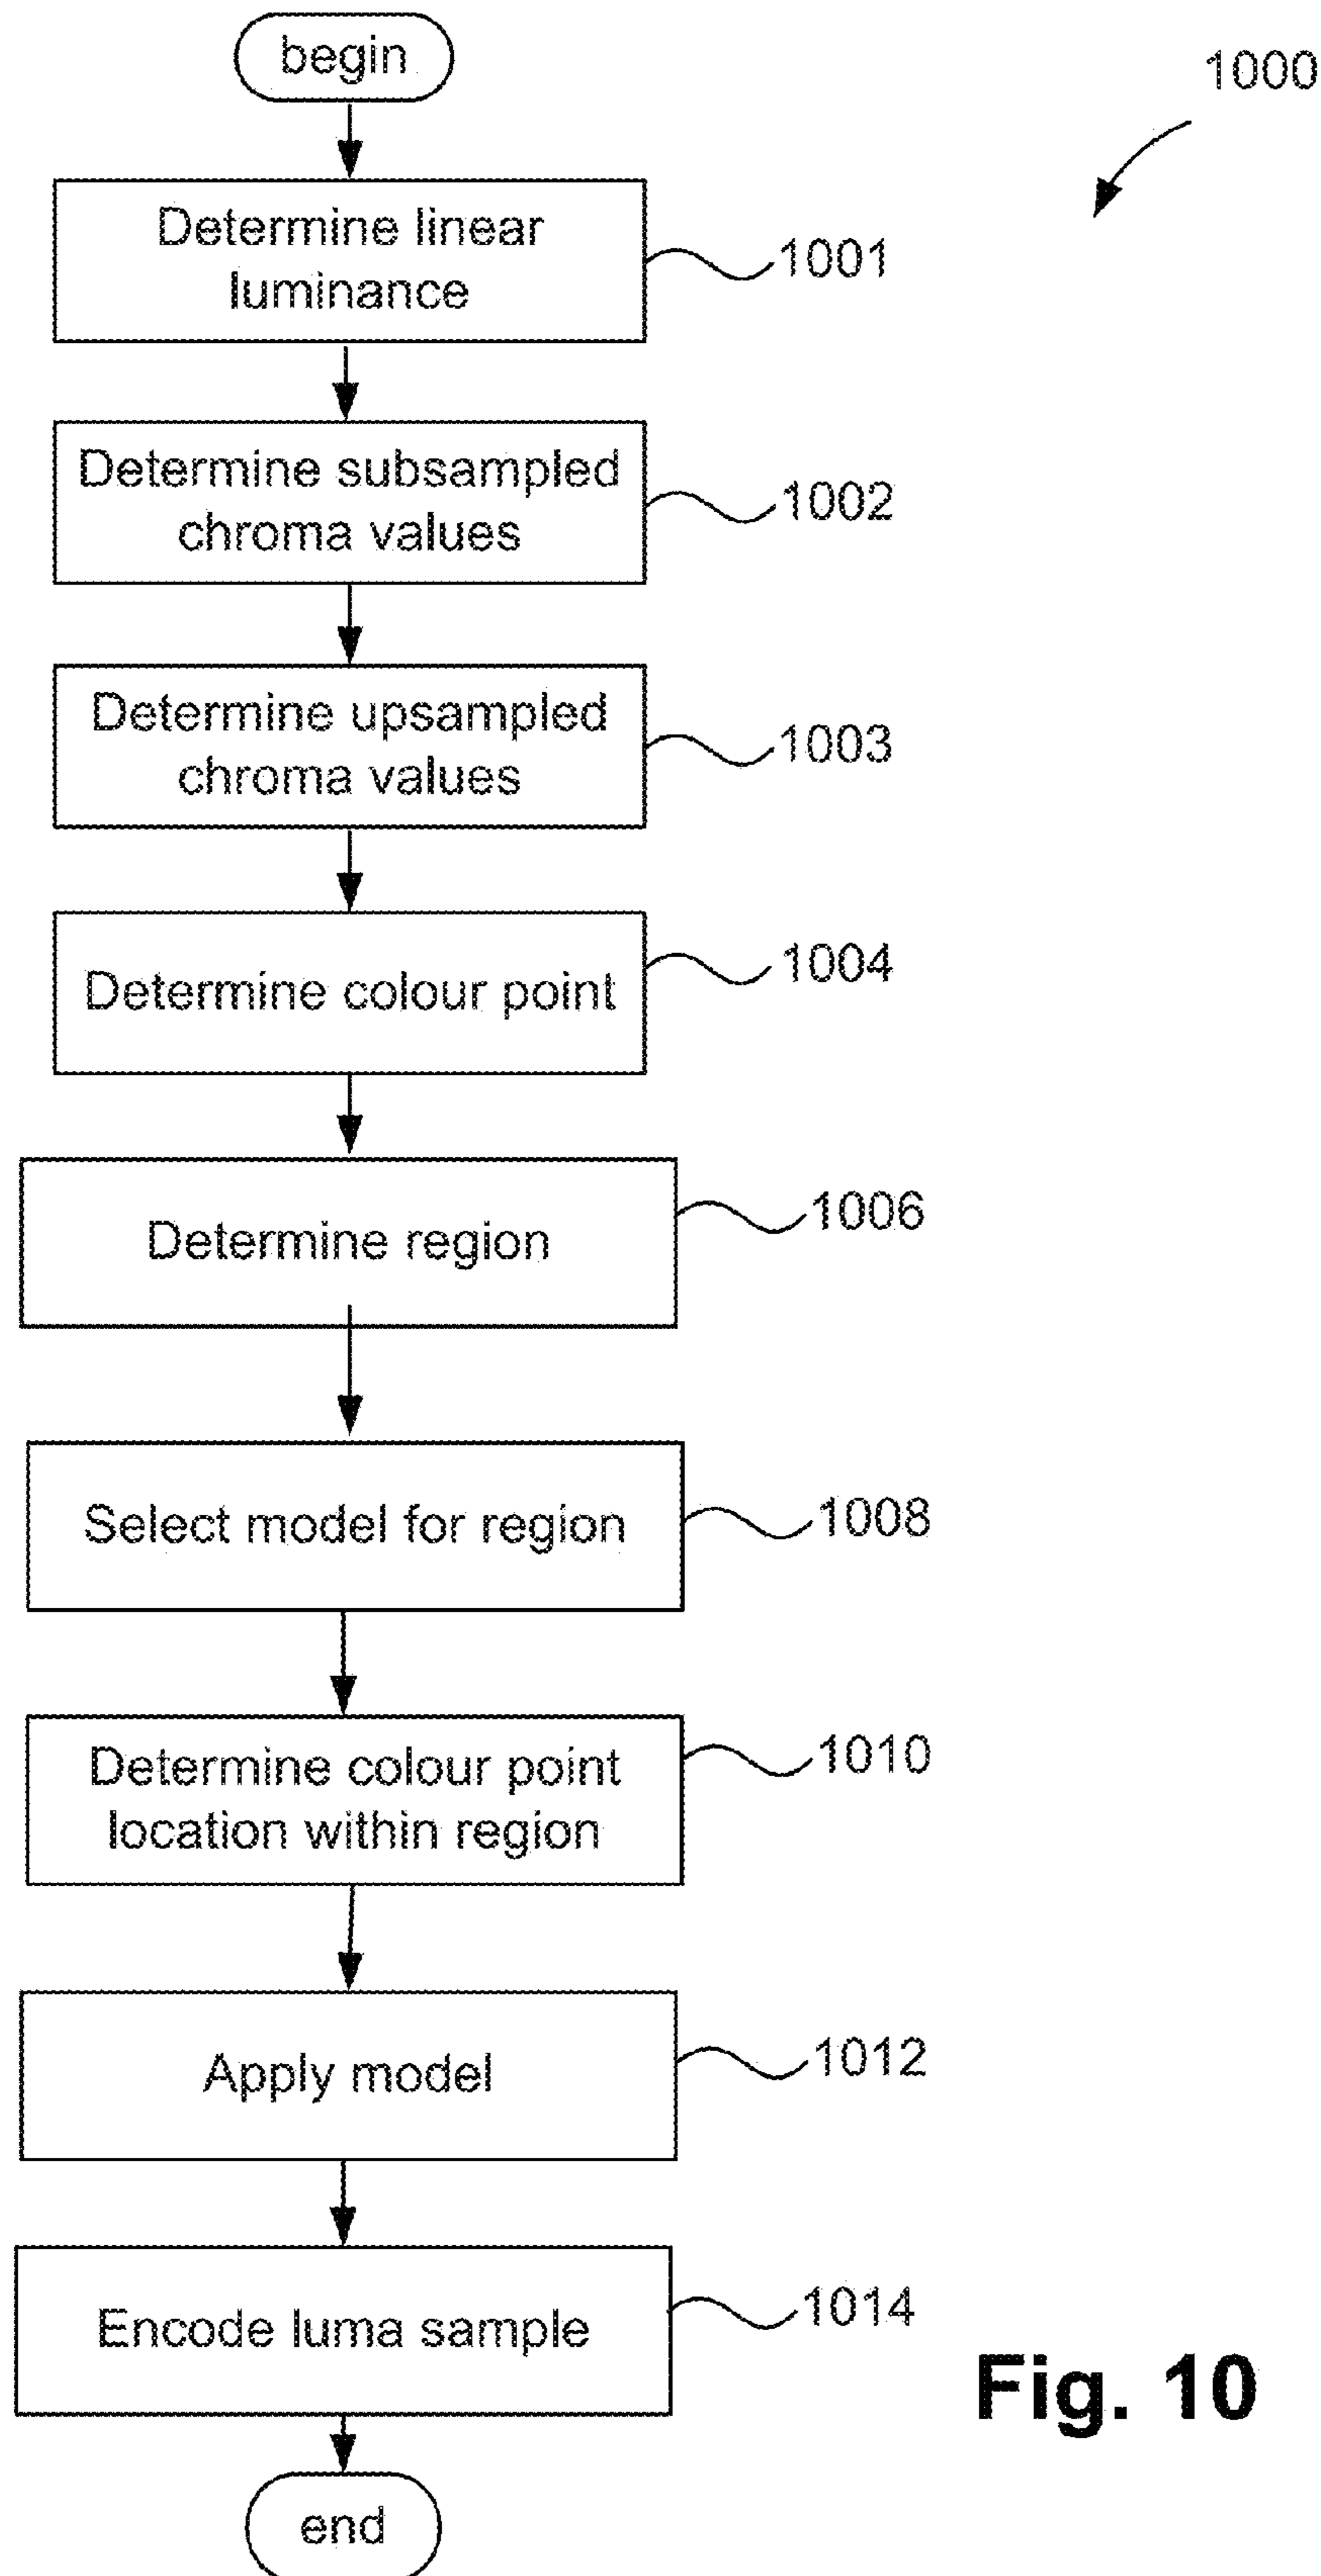 begin
1000
Determine linear
luminance
1001
Determine subsampled
chroma values
1002
Determine upsampled
chroma values
1003
Determine colour point
1004
Determine region
1006
Select model for region
1008
Determine colour point
location within region
1010
Apply model
1012
Encode luma sample
1014
Fig. 10
end